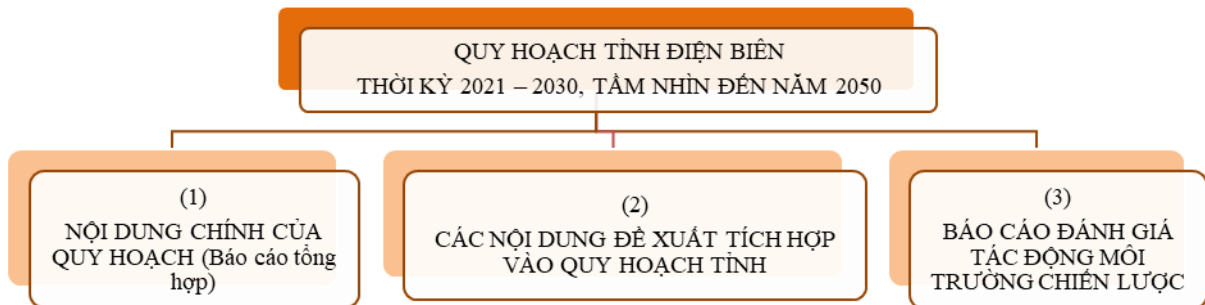 QUY HOẠCH TỈNH ĐIỆN BIÊN
THỜI KỲ 2021 – 2030, TẦM NHÌN ĐẾN NĂM 2050
(1)
NỘI DUNG CHÍNH CỦA
QUY HOẠCH (Báo cáo tổng
hợp)
(2)
CÁC NỘI DUNG ĐỀ XUẤT TÍCH HỢP
VÀO QUY HOẠCH TỈNH
(3)
BÁO CÁO ĐÁNH GIÁ
TÁC ĐỘNG MÔI
TRƯỜNG CHIẾN LƯỢC